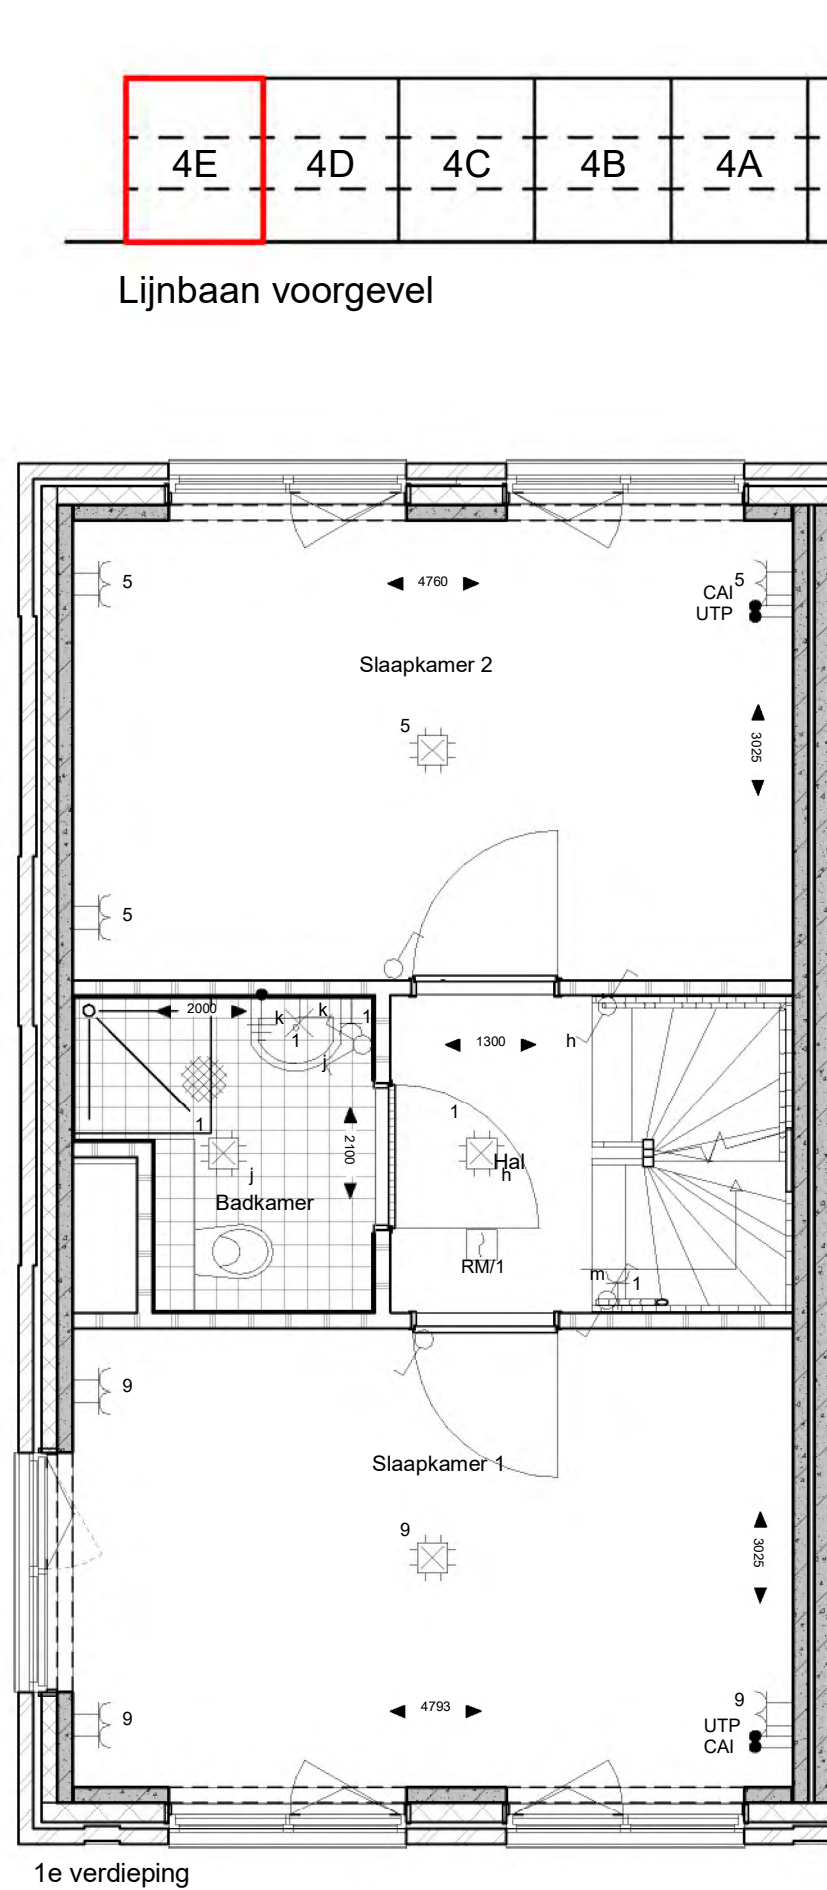 4E 4D 4C 4B 4A
Lijnbaan voorgevel
5 4760 5
CAI
UTP
Slaapkamer 2
5
3025
5
2000 k k 1
1 j
1300 h
1
1
2100
Hal
h
j
Badkamer
RM/1
m 1
9
Slaapkamer 1
9
3025
9 4793 9
UTP
CAI
1e verdieping